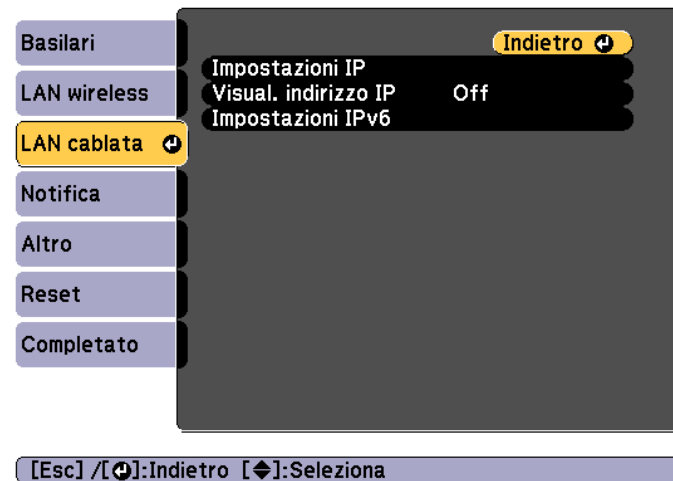 Basilari
LAN wireless
LAN cablata
Notifica
Altro
Reset
Completato
Indietro
Impostazioni IP
Visual. indirizzo IP Off
Impostazioni IPv6
[Esc] /[⏎]:Indietro [◆]:Seleziona